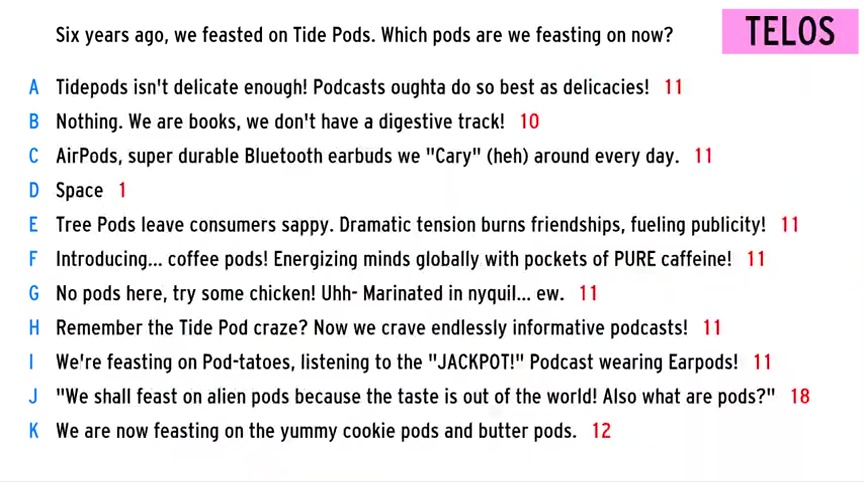 Six years ago, we feasted on Tide Pods. Which pods are we feasting on now?
TELOS
A Tidepods isn't delicate enough! Podcasts oughta do so best as delicacies! 11
B Nothing. We are books, we don't have a digestive track! 10
C AirPods, super durable Bluetooth earbuds we "Cary" (heh) around every day. 11
D Space 1
E Tree Pods leave consumers sappy. Dramatic tension burns friendships, fueling publicity! 11
F Introducing... coffee pods! Energizing minds globally with pockets of PURE caffeine! 11
G No pods here, try some chicken! Uhh- Marinated in nyquil... ew. 11
H Remember the Tide Pod craze? Now we crave endlessly informative podcasts! 11
I We're feasting on Pod-tatoes, listening to the "JACKPOT!" Podcast wearing Earpods! 11
J "We shall feast on alien pods because the taste is out of the world! Also what are pods?" 18
K We are now feasting on the yummy cookie pods and butter pods. 12